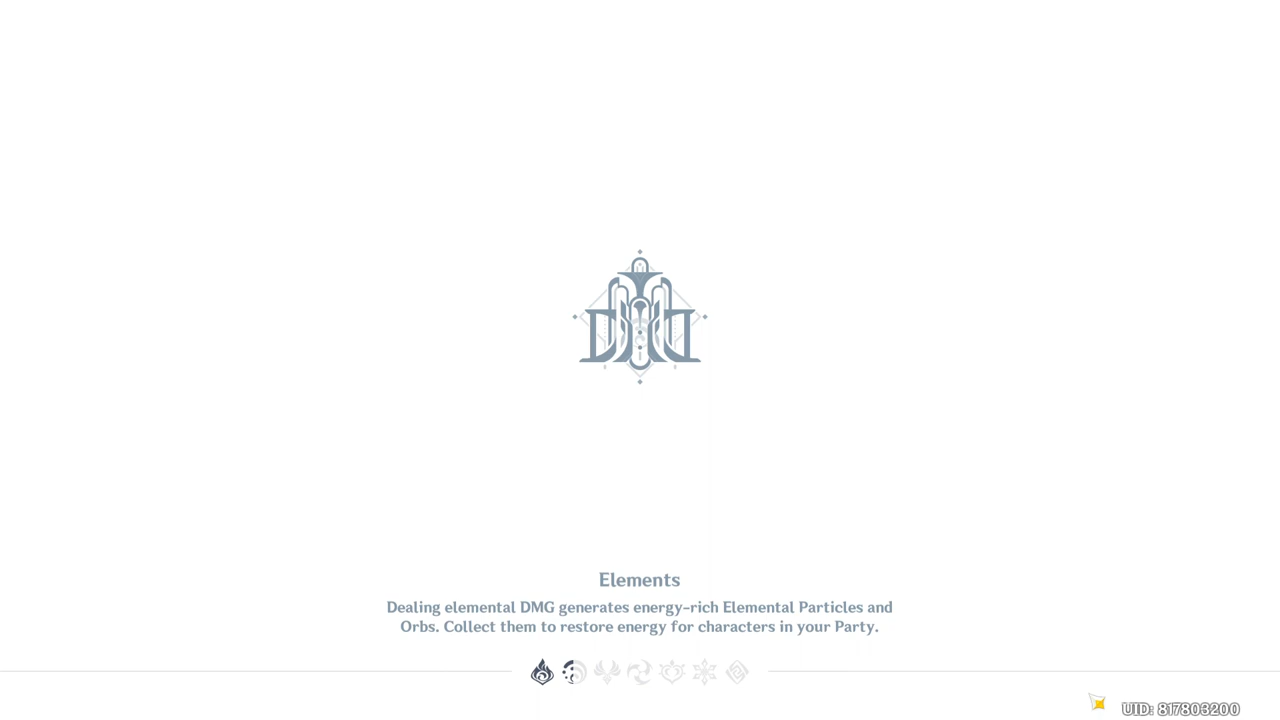 Elements
Dealing elemental DMG generates energy-rich Elemental Particles and
Orbs. Collect them to restore energy for characters in your Party.
UID: 817803200